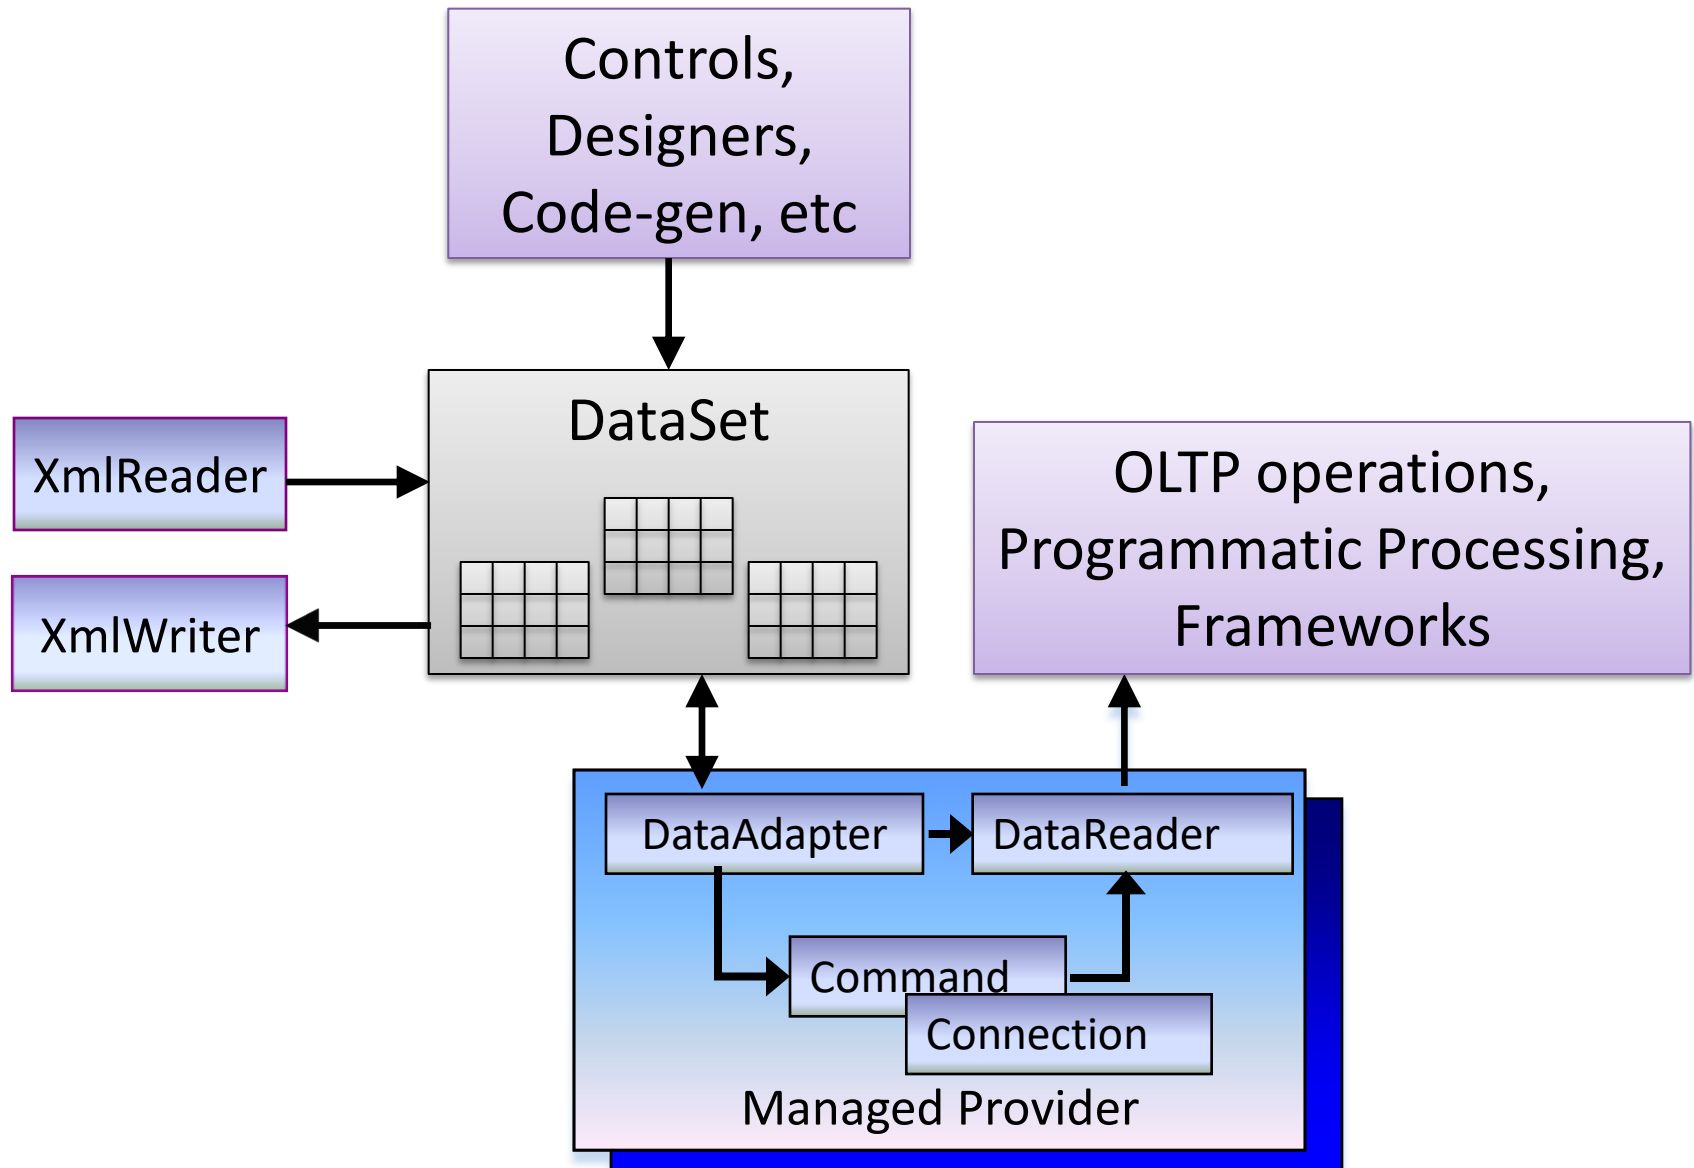 Controls,
Designers,
Code-gen, etc
DataSet
XmlReader
XmlWriter
OLTP operations,
Programmatic Processing,
Frameworks
DataAdapter
DataReader
Command
Connection
Managed Provider